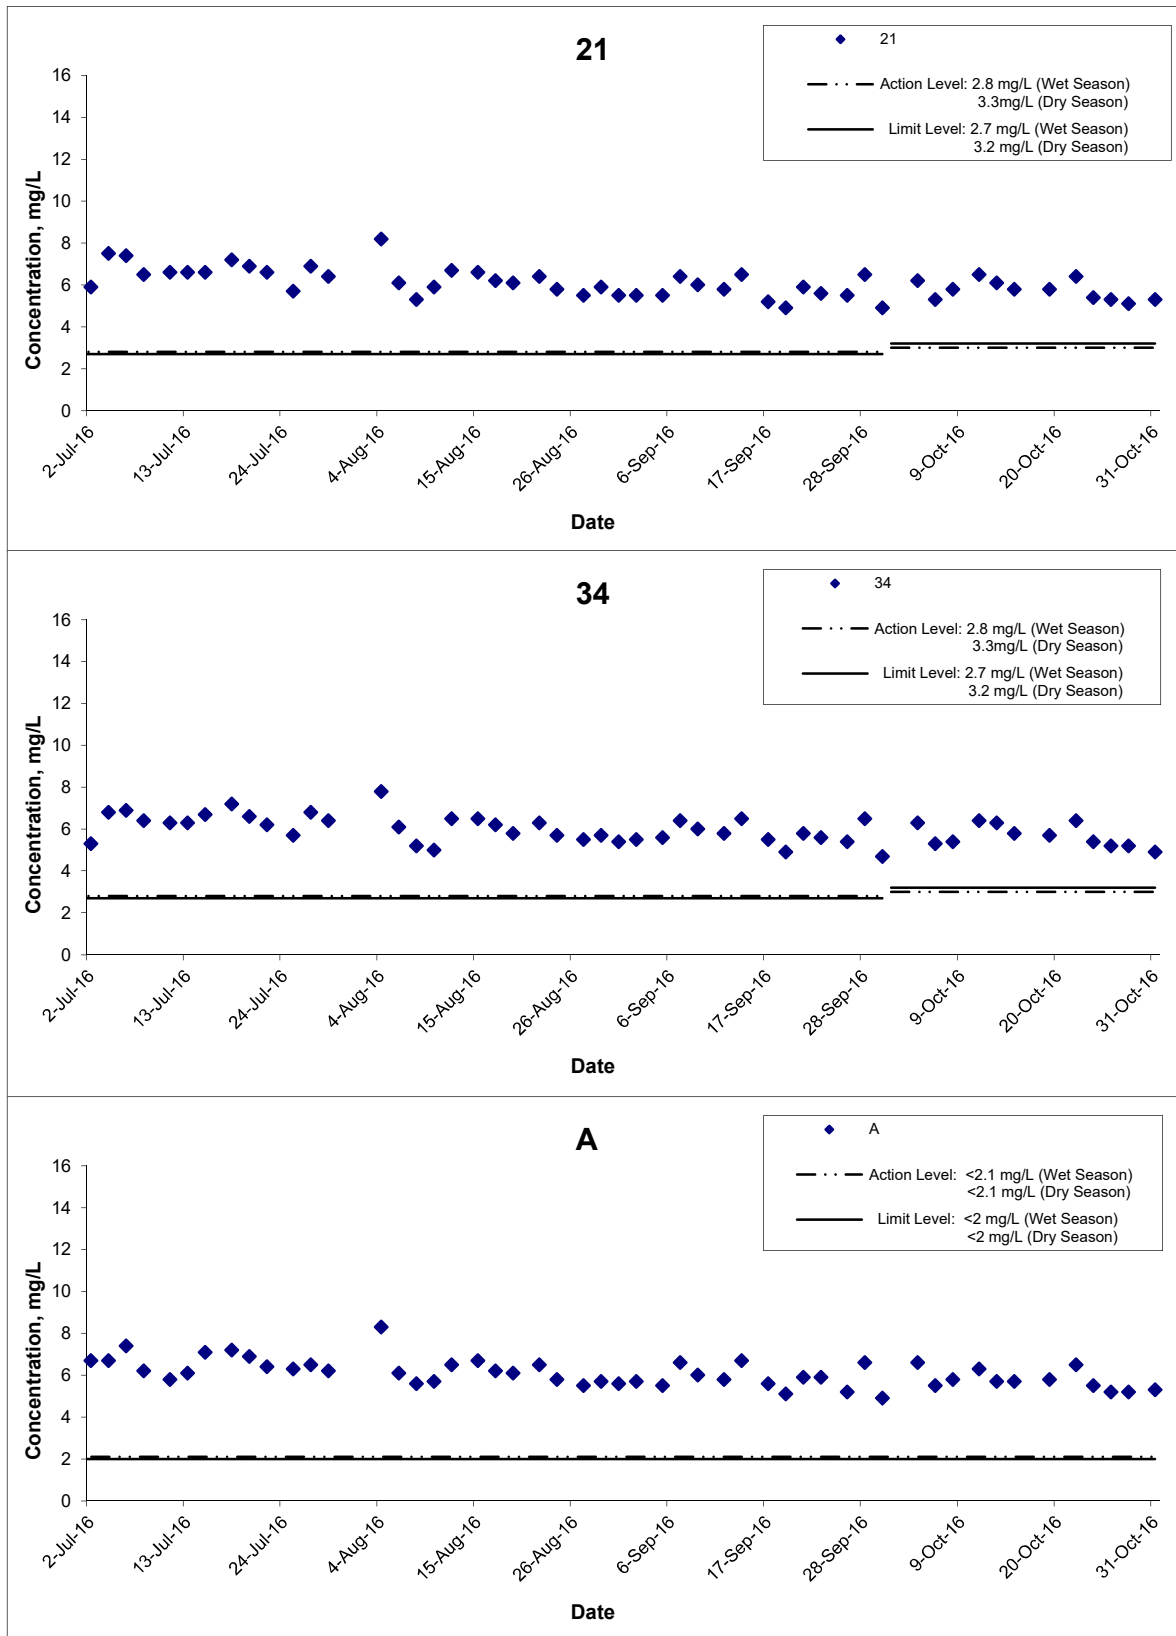 21
21
Action Level: 2.8 mg/L (Wet Season)
3.3mg/L (Dry Season)
Limit Level: 2.7 mg/L (Wet Season)
3.2 mg/L (Dry Season)
Concentration, mg/L
16
14
12
10
8
6
4
2
0
2-Jul-16
13-Jul-16
24-Jul-16
4-Aug-16
15-Aug-16
26-Aug-16
6-Sep-16
17-Sep-16
28-Sep-16
9-Oct-16
20-Oct-16
31-Oct-16
Date
34
34
Action Level: 2.8 mg/L (Wet Season)
3.3mg/L (Dry Season)
Limit Level: 2.7 mg/L (Wet Season)
3.2 mg/L (Dry Season)
Concentration, mg/L
16
14
12
10
8
6
4
2
0
2-Jul-16
13-Jul-16
24-Jul-16
4-Aug-16
15-Aug-16
26-Aug-16
6-Sep-16
17-Sep-16
28-Sep-16
9-Oct-16
20-Oct-16
31-Oct-16
Date
A
A
Action Level: <2.1 mg/L (Wet Season)
<2.1 mg/L (Dry Season)
Limit Level: <2 mg/L (Wet Season)
<2 mg/L (Dry Season)
Concentration, mg/L
16
14
12
10
8
6
4
2
0
2-Jul-16
13-Jul-16
24-Jul-16
4-Aug-16
15-Aug-16
26-Aug-16
6-Sep-16
17-Sep-16
28-Sep-16
9-Oct-16
20-Oct-16
31-Oct-16
Date